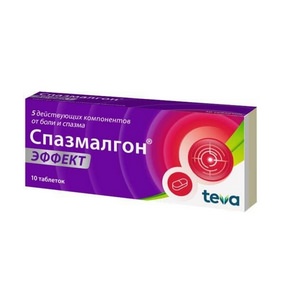 5 действующих компонентов
от боли и спазма
Спазмалгон®
ЭФФЕКТ
10 таблеток
teva